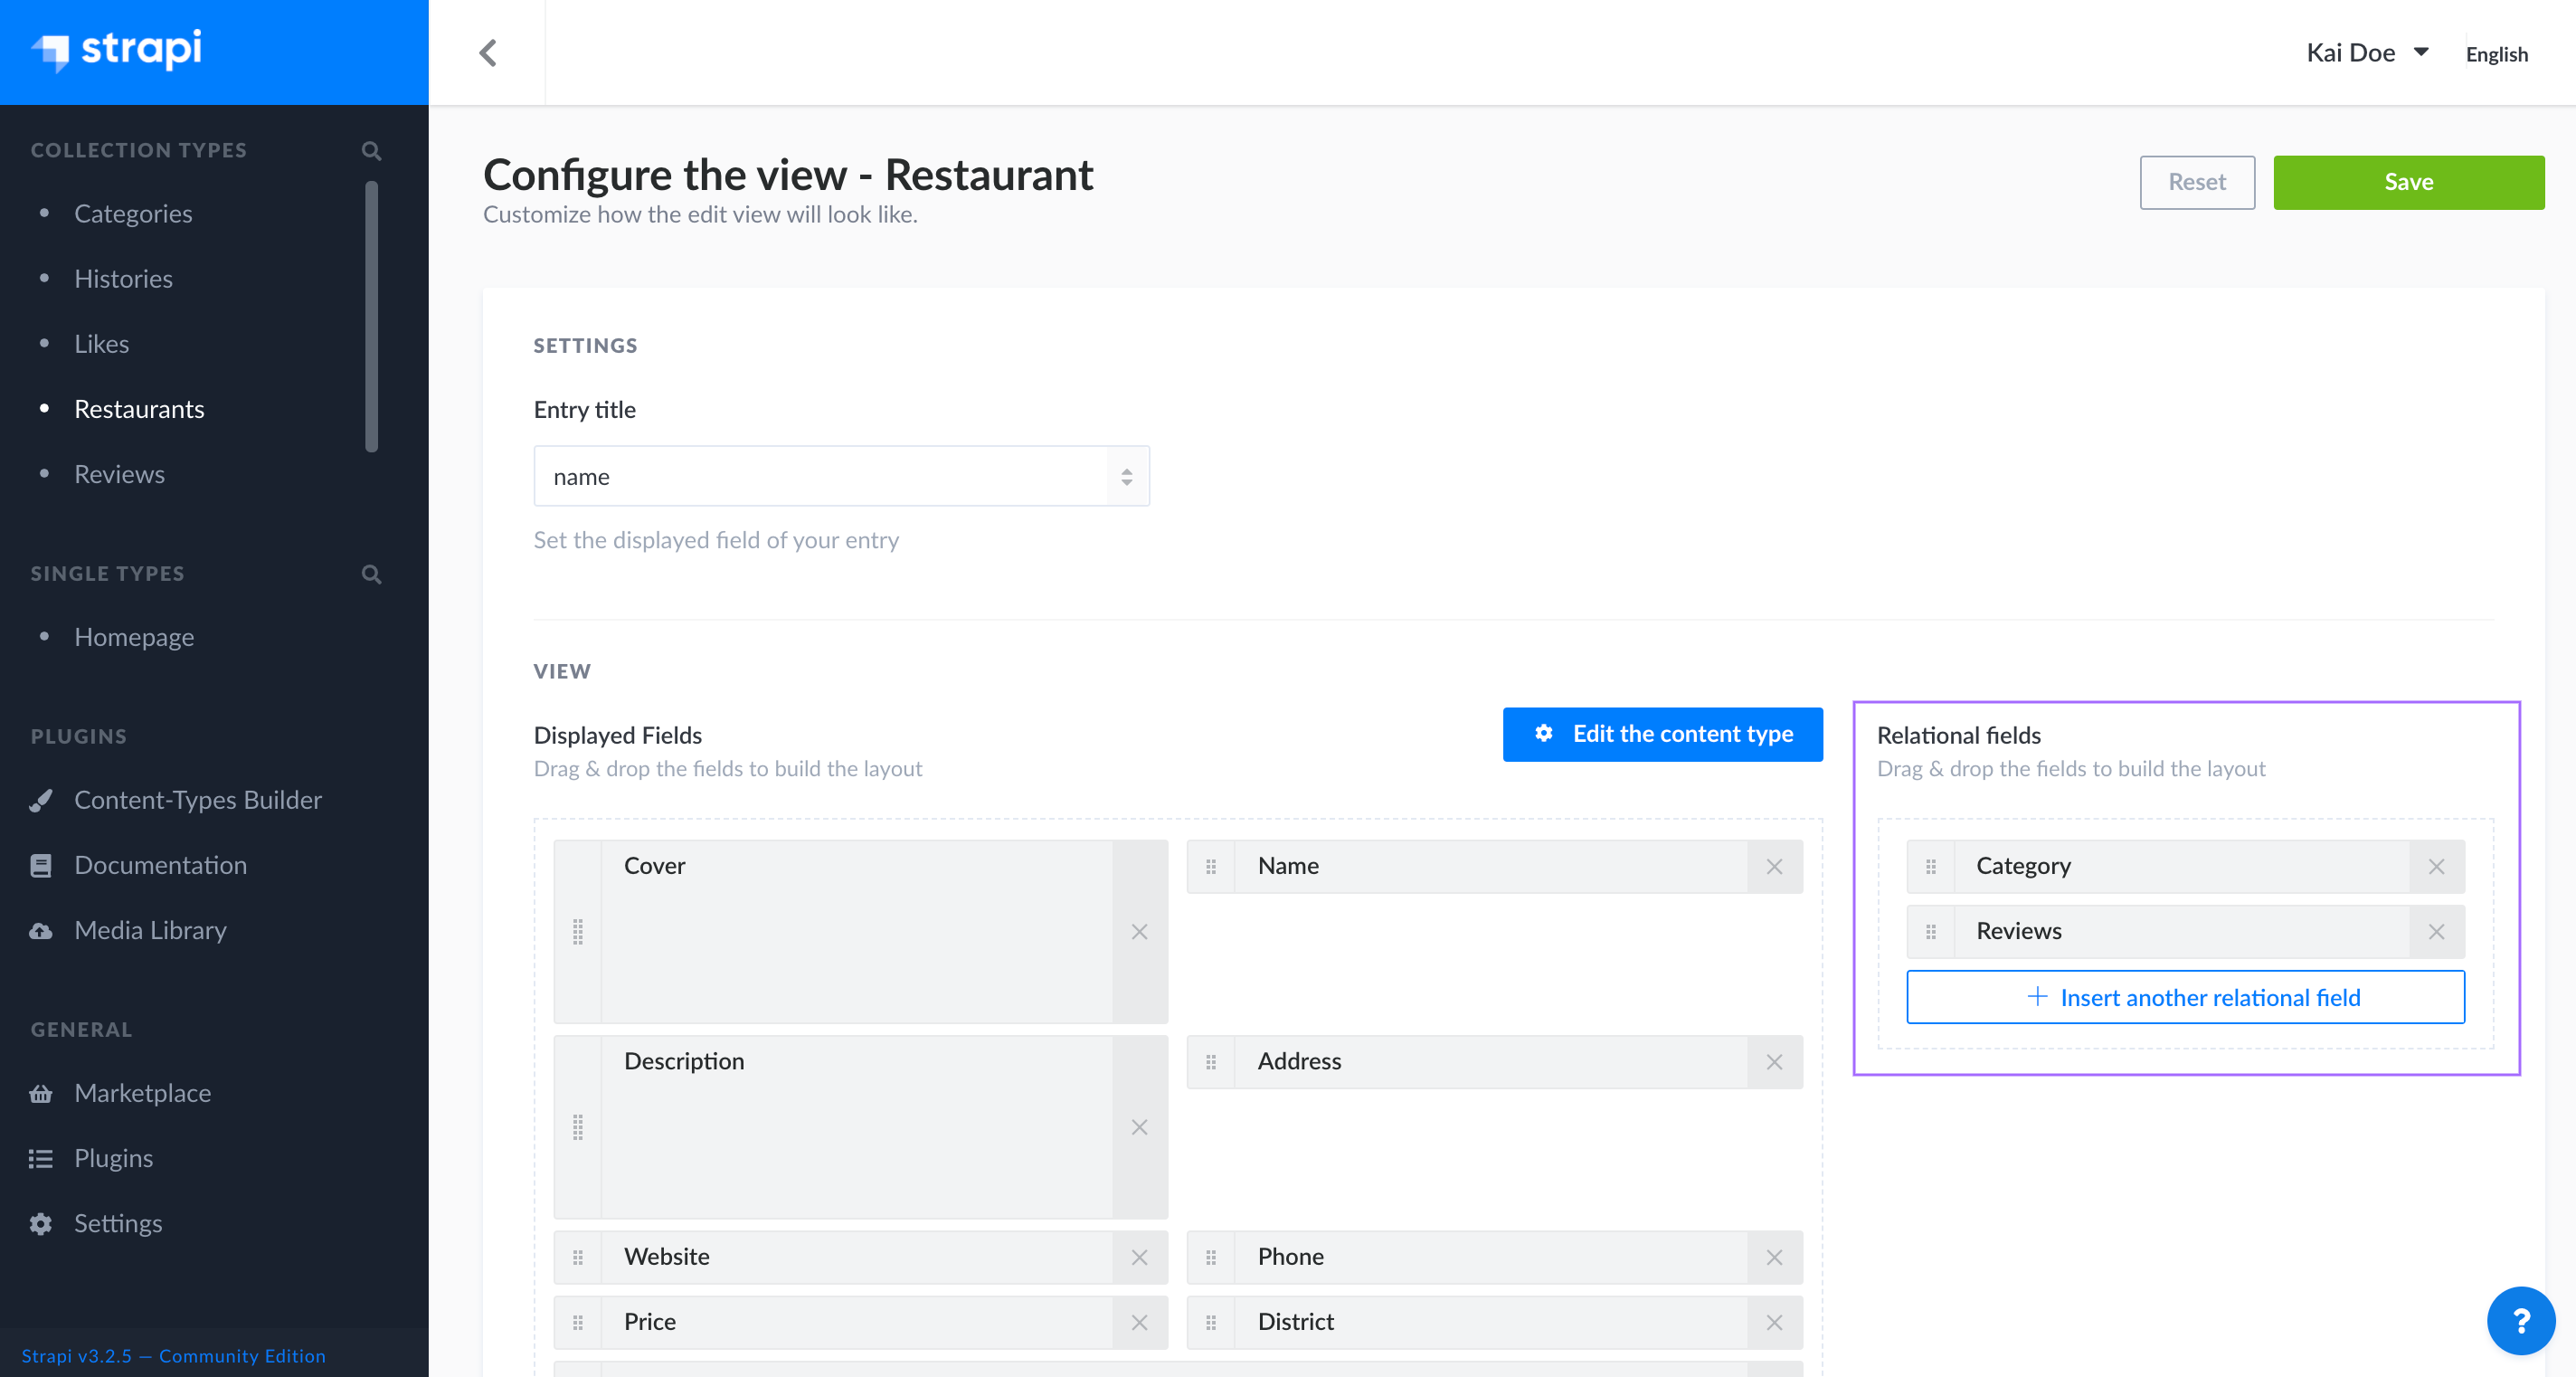 strapi
Kai Doe
English
COLLECTION TYPES
Categories
Histories
Likes
Restaurants
Reviews
SINGLE TYPES
Homepage
PLUGINS
Content-Types Builder
Documentation
Media Library
GENERAL
Marketplace
Plugins
Settings
Strapi v3.2.5 — Community Edition
Configure the view - Restaurant
Customize how the edit view will look like.
Reset
Save
SETTINGS
Entry title
name
Set the displayed field of your entry
VIEW
Displayed Fields
Drag & drop the fields to build the layout
Edit the content type
Cover
Name
Description
Address
Website
Phone
Price
District
Relational fields
Drag & drop the fields to build the layout
Category
Reviews
+ Insert another relational field
?